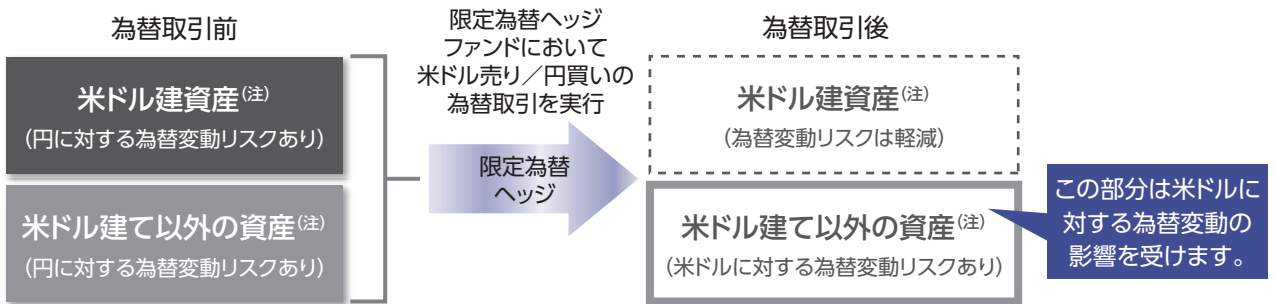 為替取引前
米ドル建資産(注)
(円に対する為替変動リスクあり)
米ドル建て以外の資産(注)
(円に対する為替変動リスクあり)
限定為替ヘッジ
ファンドにおいて
米ドル売り／円買いの
為替取引を実行
限定為替
ヘッジ
為替取引後
米ドル建資産(注)
(為替変動リスクは軽減)
米ドル建て以外の資産(注)
(米ドルに対する為替変動リスクあり)
この部分は米ドルに
対する為替変動の
影響を受けます。